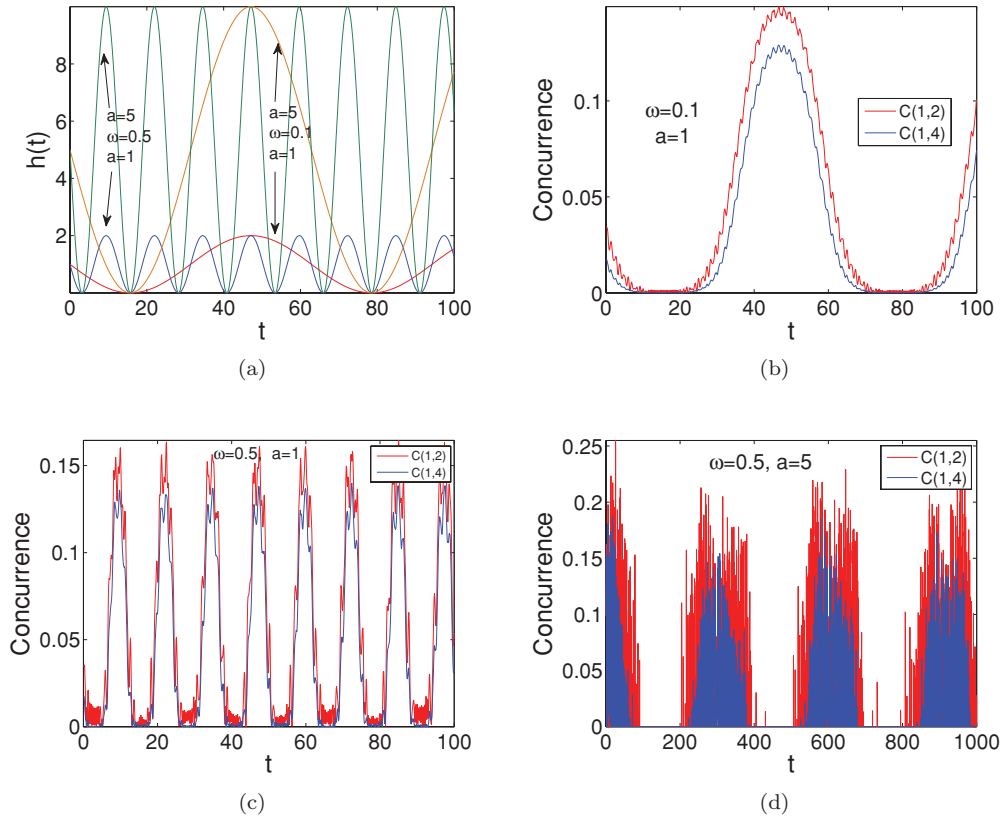 h(t)
8
6
4
2
0 20 40 60 80 100
t
a=5
ω=0.5
a=1
a=5
ω=0.1
a=1
(a)
Concurrence
0.1
0.05
0
0 20 40 60 80 100
t
ω=0.1
a=1
C(1,2)
C(1,4)
(b)
Concurrence
0.15
0.1
0.05
0
0 20 40 60 80 100
t
ω=0.5, a=1
C(1,2)
C(1,4)
(c)
Concurrence
0.25
0.2
0.15
0.1
0.05
0
0 200 400 600 800 1000
t
ω=0.5, a=5
C(1,2)
C(1,4)
(d)